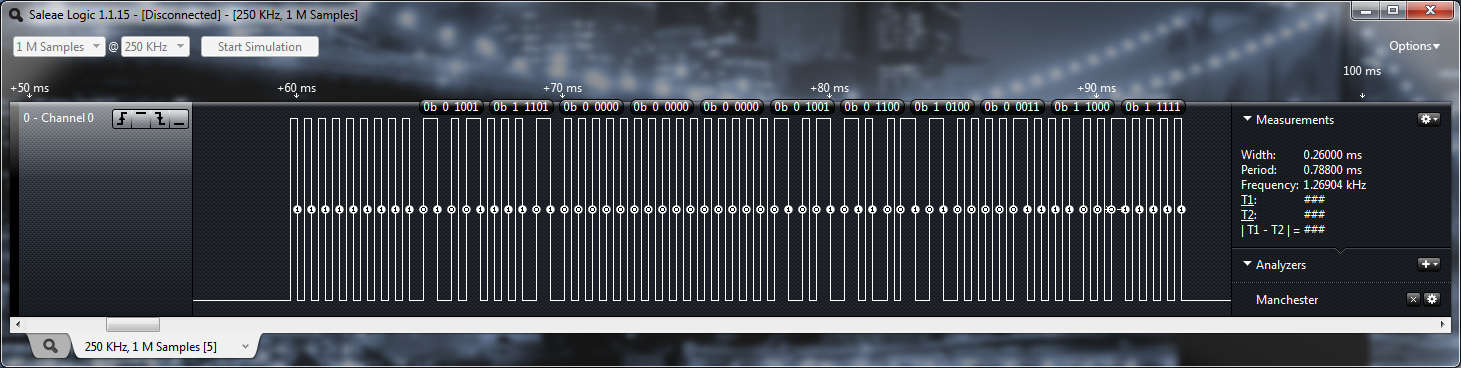 Saleae Logic 1.1.15 - [Disconnected] - [250 KHz, 1 M Samples]
1 M Samples @ 250 KHz Start Simulation
Options
+50 ms +60 ms +70 ms +80 ms +90 ms 100 ms
0b 0 1001 0b 1 1101 0b 0 0000 0b 0 0000 0b 0 0000 0b 0 1001 0b 0 1100 0b 1 0100 0b 0 0011 0b 1 1000 0b 1 1111
0 - Channel 0
Measurements
Width: 0.26000 ms
Period: 0.78800 ms
Frequency: 1.26904 kHz
T1: ###
T2: ###
| T1 - T2 | = ###
Analyzers
Manchester
250 KHz, 1 M Samples [5]